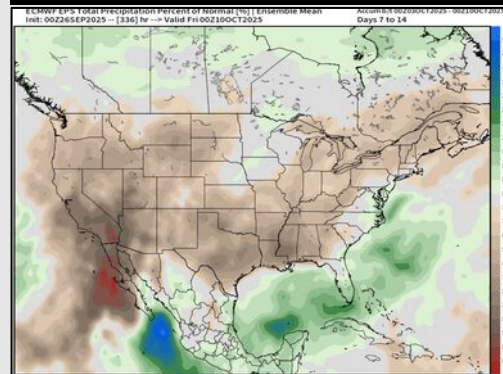 ECMWF EPS Total Precipitation Percent of Normal [%] | Ensemble Mean
Init: 00Z26SEP2025 -- [336] hr --> Valid Fri 00Z10OCT2025
Days 7 to 14